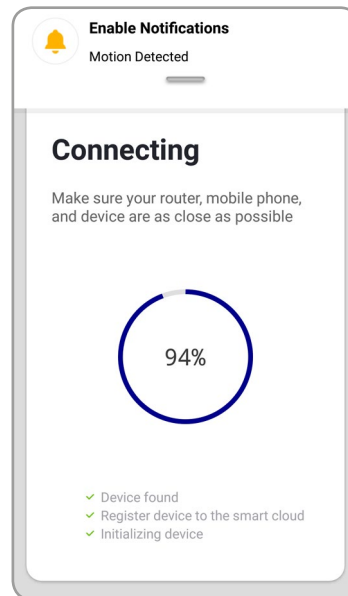 Enable Notifications
Motion Detected
Connecting
Make sure your router, mobile phone,
and device are as close as possible
94%
Device found
Register device to the smart cloud
Initializing device